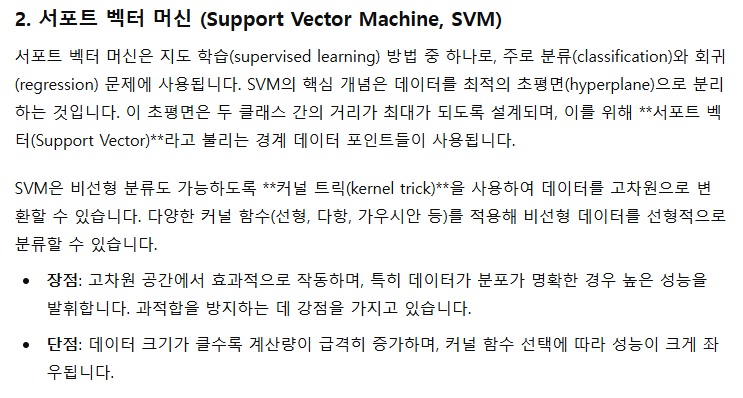 2. 서포트 벡터 머신 (Support Vector Machine, SVM)
서포트 벡터 머신은 지도 학습(supervised learning) 방법 중 하나로, 주로 분류(classification)와 회귀
(regression) 문제에 사용됩니다. SVM의 핵심 개념은 데이터를 최적의 초평면(hyperplane)으로 분리
하는 것입니다. 이 초평면은 두 클래스 간의 거리가 최대가 되도록 설계되며, 이를 위해 **서포트 벡
터(Support Vector)**라고 불리는 경계 데이터 포인트들이 사용됩니다.
SVM은 비선형 분류도 가능하도록 **커널 트릭(kernel trick)**을 사용하여 데이터를 고차원으로 변
환할 수 있습니다. 다양한 커널 함수(선형, 다항, 가우시안 등)를 적용해 비선형 데이터를 선형적으로
분류할 수 있습니다.
• 장점: 고차원 공간에서 효과적으로 작동하며, 특히 데이터가 분포가 명확한 경우 높은 성능을
발휘합니다. 과적합을 방지하는 데 강점을 가지고 있습니다.
• 단점: 데이터 크기가 클수록 계산량이 급격히 증가하며, 커널 함수 선택에 따라 성능이 크게 좌
우됩니다.